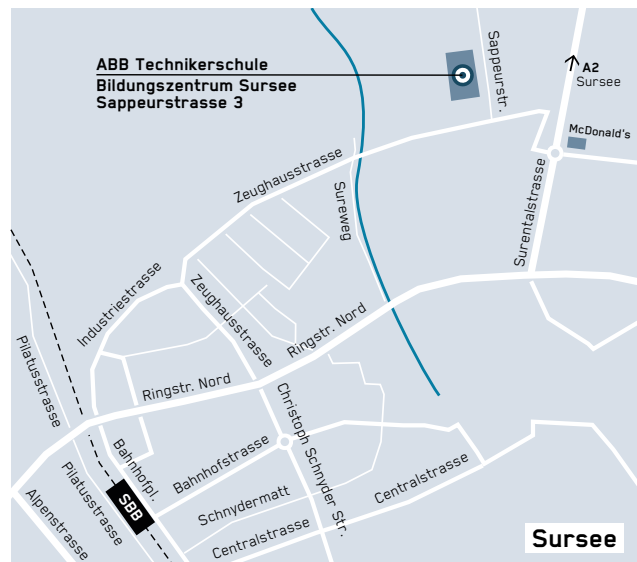 ABB Technikerschule
Bildungszentrum Sursee
Sappeurstrasse 3
Sappeurstr.
A2
Sursee
McDonald's
Zeughausstrasse
Sureweg
Surentalstrasse
Industriestrasse
Zeughausstrasse
Ringstr. Nord
Pilatusstrasse
Ringstr. Nord
Christoph Schnyder Str.
Bahnhofpl.
Bahnhofstrasse
Pilatusstrasse
SBB
Alpenstrasse
Schnydermatt
Centralstrasse
Centralstrasse
Sursee